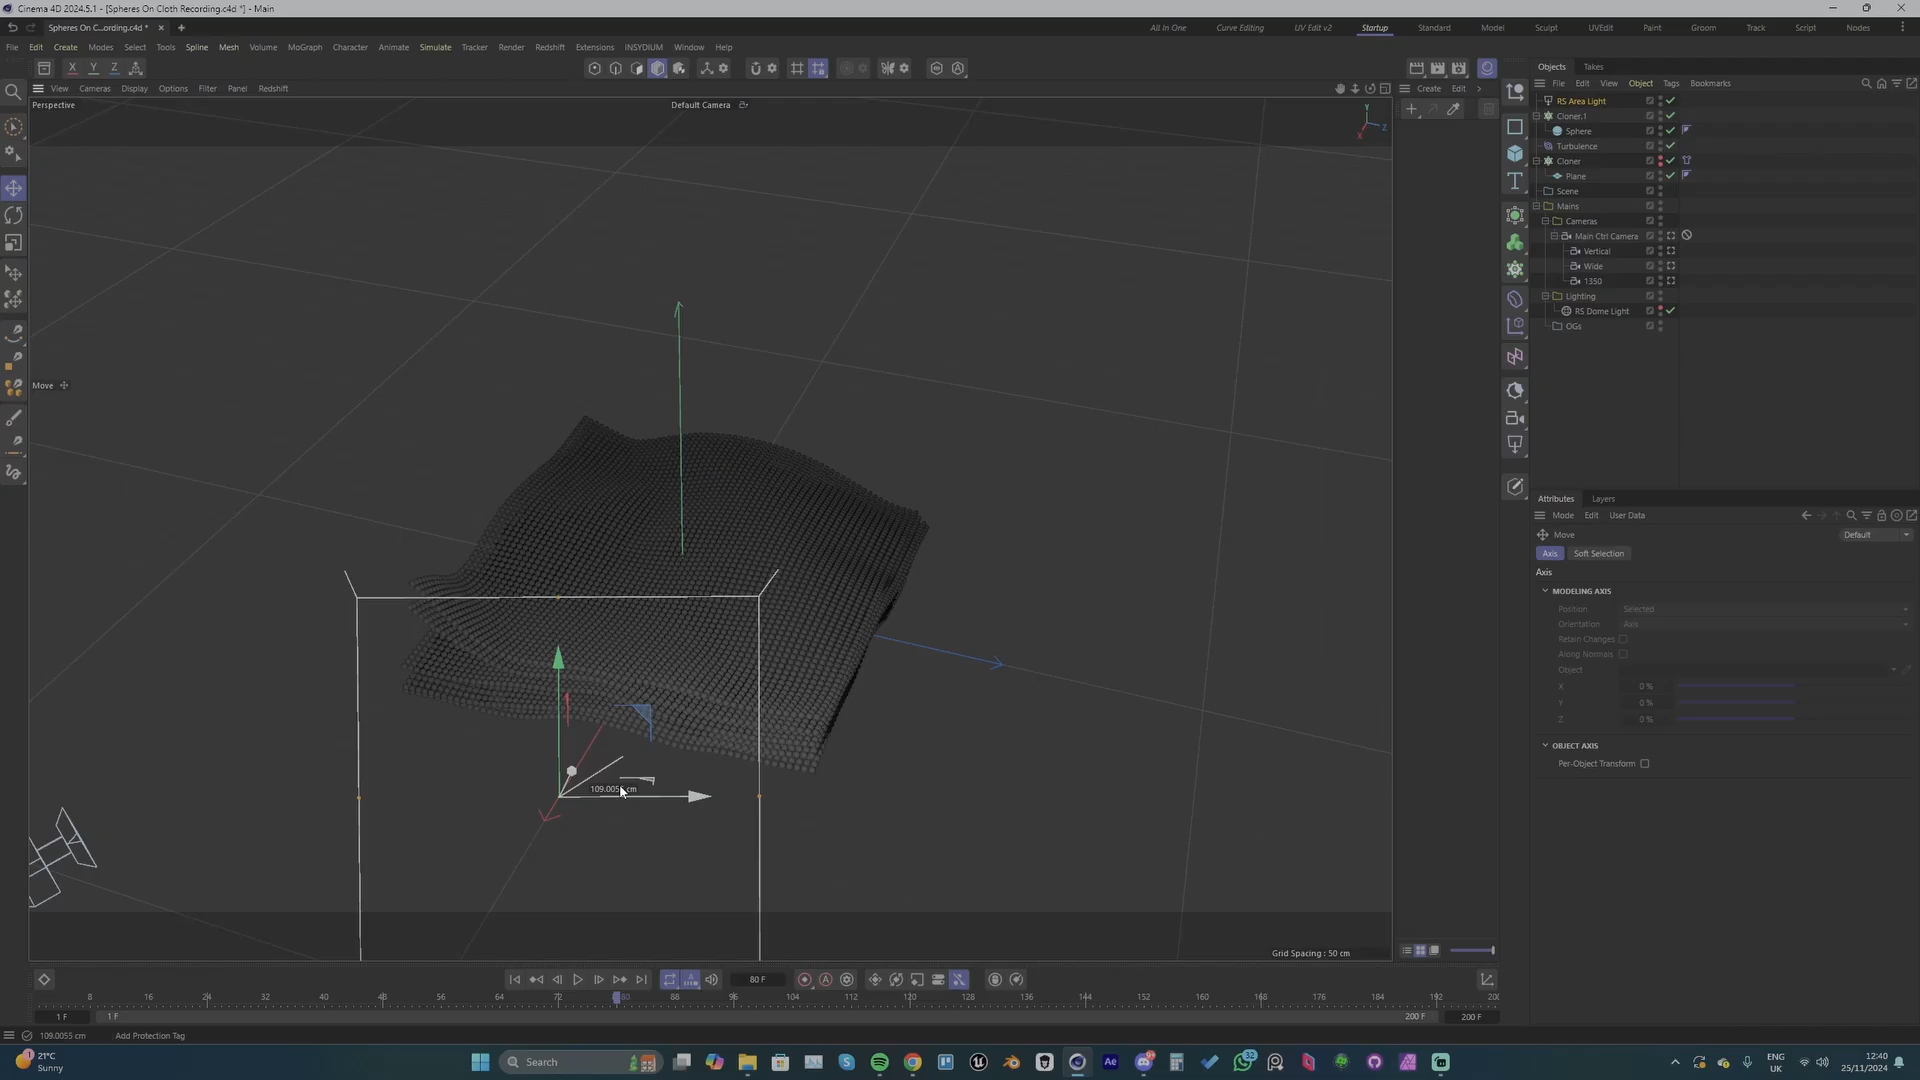 Cinema 4D 2024.5.1 - [Spheres On Cloth Recording.c4d *] - Main
Spheres On C...ording.c4d *
All In One Curve Editing UV Edit v2 Startup Standard Model Sculpt UVEdit Paint Groom Track Script Nodes
File Edit Create Modes Select Tools Spline Mesh Volume MoGraph Character Animate Simulate Tracker Render Redshift Extensions INSYDIUM Window Help
X Y Z
View Cameras Display Options Filter Panel Redshift
Perspective
Default Camera
Y
Z
X
Move
109.0055 cm
Grid Spacing : 50 cm
Create Edit
Objects Takes
File Edit View Object Tags Bookmarks
RS Area Light
Cloner.1
Sphere
Turbulence
Cloner
Plane
Scene
Mains
Cameras
Main Ctrl Camera
Vertical
Wide
1350
Lighting
RS Dome Light
OGs
Attributes Layers
Mode Edit User Data
Move
Default
Axis Soft Selection
Axis
MODELING AXIS
Position Selected
Orientation Axis
Retain Changes
Along Normals
Object
X 0 %
Y 0 %
Z 0 %
OBJECT AXIS
Per-Object Transform
80 F
8 16 24 32 40 48 56 64 72 80 88 96 104 112 120 128 136 144 152 160 168 176 184 192 200
1 F 1 F 200 F 200 F
109.0055 cm Add Protection Tag
21°C
Sunny
Search
Ae
32
ENG
UK
12:40
25/11/2024